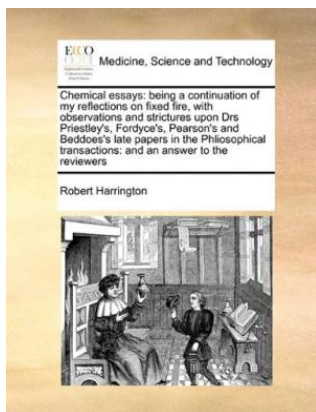 ECCO
Medicine, Science and Technology
Chemical essays: being a continuation of
my reflections on fixed fire, with
observations and strictures upon Drs
Priestley's, Fordyce's, Pearson's and
Beddoes's late papers in the Phliosophical
transactions: and an answer to the
reviewers
Robert Harrington